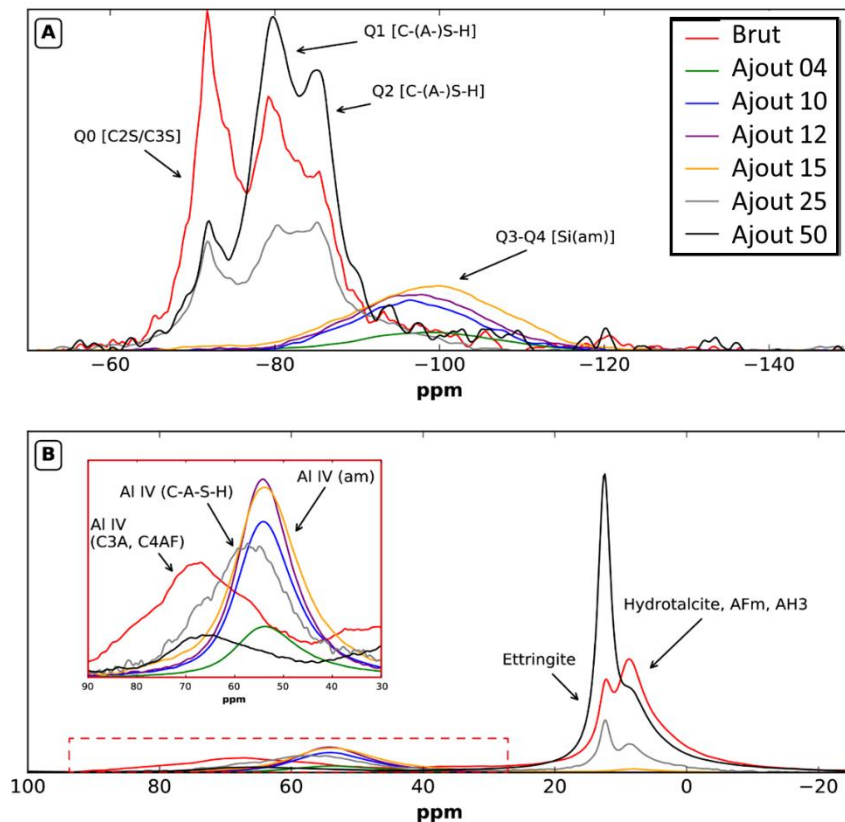 A
Q1 [C-(A-)S-H]
Q2 [C-(A-)S-H]
Q0 [C2S/C3S]
Q3-Q4 [Si(am)]
Brut
Ajout 04
Ajout 10
Ajout 12
Ajout 15
Ajout 25
Ajout 50
−60 −80 −100 −120 −140
ppm
B
Al IV (am)
Al IV (C-A-S-H)
Al IV
(C3A, C4AF)
90 80 70 60 50 40 30
ppm
Hydrotalcite, AFm, AH3
Ettringite
100 80 60 40 20 0 −20
ppm